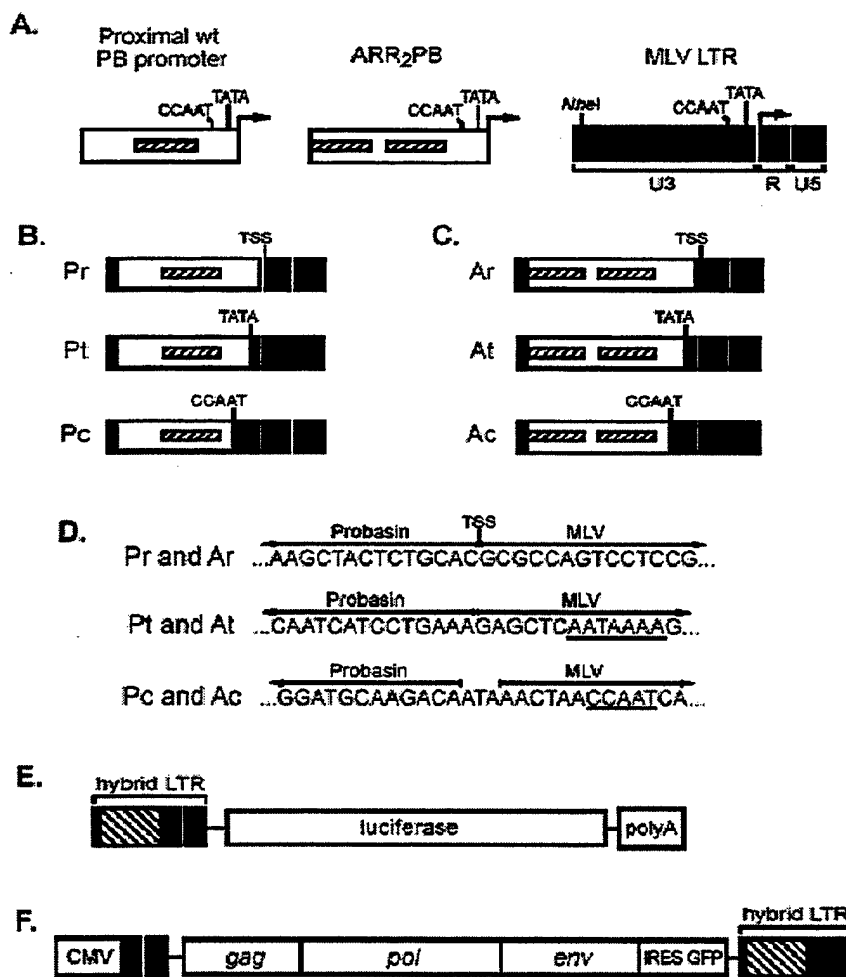 A.
Proximal wt
PB promoter
ARR2PB
MLV LTR
CCAAT
TATA
CCAAT
TATA
NheI
CCAAT
TATA
U3
R
U5
B.
C.
TSS
TSS
Pr
Ar
TATA
TATA
Pt
At
CCAAT
CCAAT
Pc
Ac
D.
TSS
Probasin
MLV
Pr and Ar
...AAGCTACTCTGCACGCGCCAGTCCTCCG...
Probasin
MLV
Pt and At
...CAATCATCCTGAAAGAGCTCAATAAAAG...
Probasin
MLV
Pc and Ac
...GGATGCAAGACAATAAACTAACCAATCA...
E.
hybrid LTR
luciferase
polyA
F.
hybrid LTR
CMV
gag
pol
env
IRES GFP